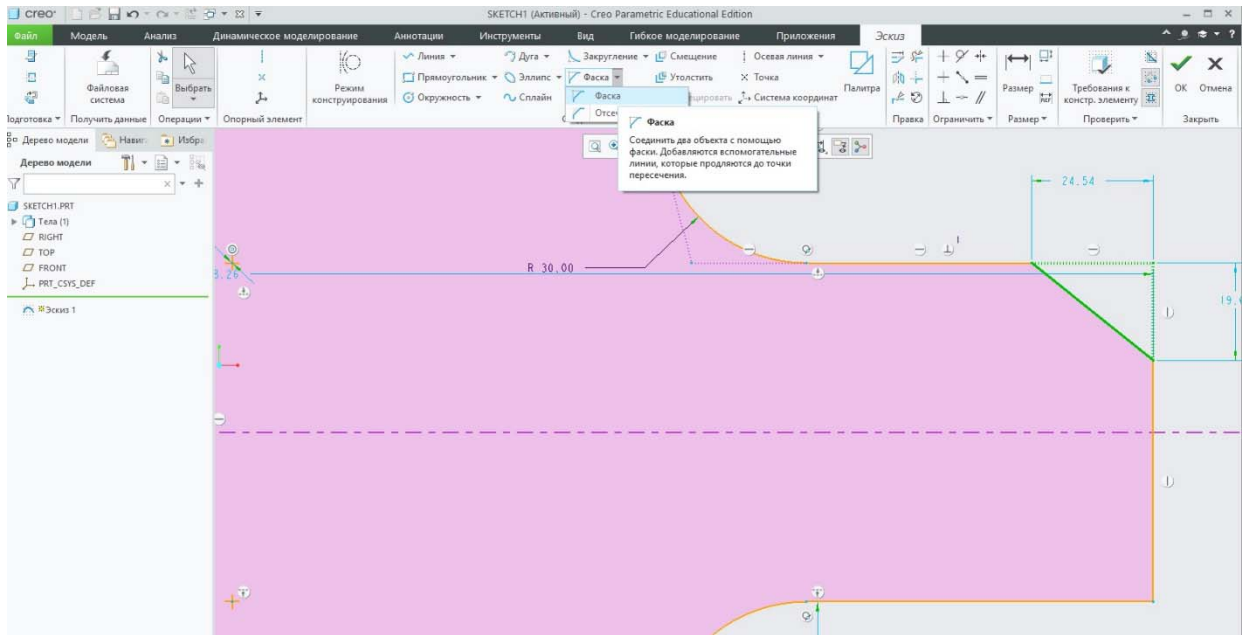 creo
SKETCH1 (Активный) - Creo Parametric Educational Edition
Файл Модель Анализ Динамическое моделирование Аннотации Инструменты Вид Гибкое моделирование Приложения Эскиз
Линия Дуга Закругление Смещение Осевая линия
Прямоугольник Эллипс Фаска Утолстить Точка
Окружность Сплайн Система координат
Файловая система
Выбрать
Режим конструирования
Палитра
Размер
Требования к констр. элементу
ОК Отмена
Получить данные Операции Опорный элемент Правка Ограничить Размер Проверить Закрыть
Фаска
Фаска
Соединить два объекта с помощью
фаски. Добавляются вспомогательные
линии, которые продляются до точки
пересечения.
Дерево модели
Дерево модели
SKETCH1.PRT
Тела (1)
RIGHT
TOP
FRONT
PRT_CSYS_DEF
Эскиз 1
24.54
R 30.00